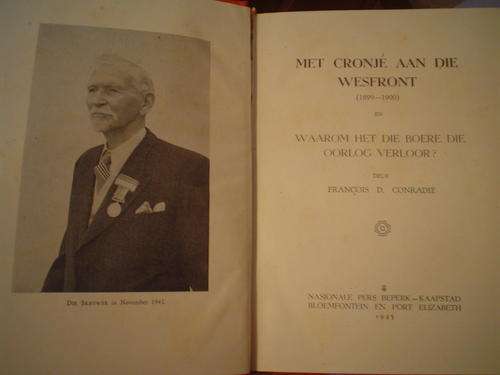 DIE SKRYWER in November 1942.
MET CRONJÉ AAN DIE
WESFRONT
(1899—1900)
EN
WAAROM HET DIE BOERE DIE
OORLOG VERLOOR?
DEUR
FRANÇOIS D. CONRADIE
NASIONALE PERS BEPERK — KAAPSTAD
BLOEMFONTEIN EN PORT ELIZABETH
1943